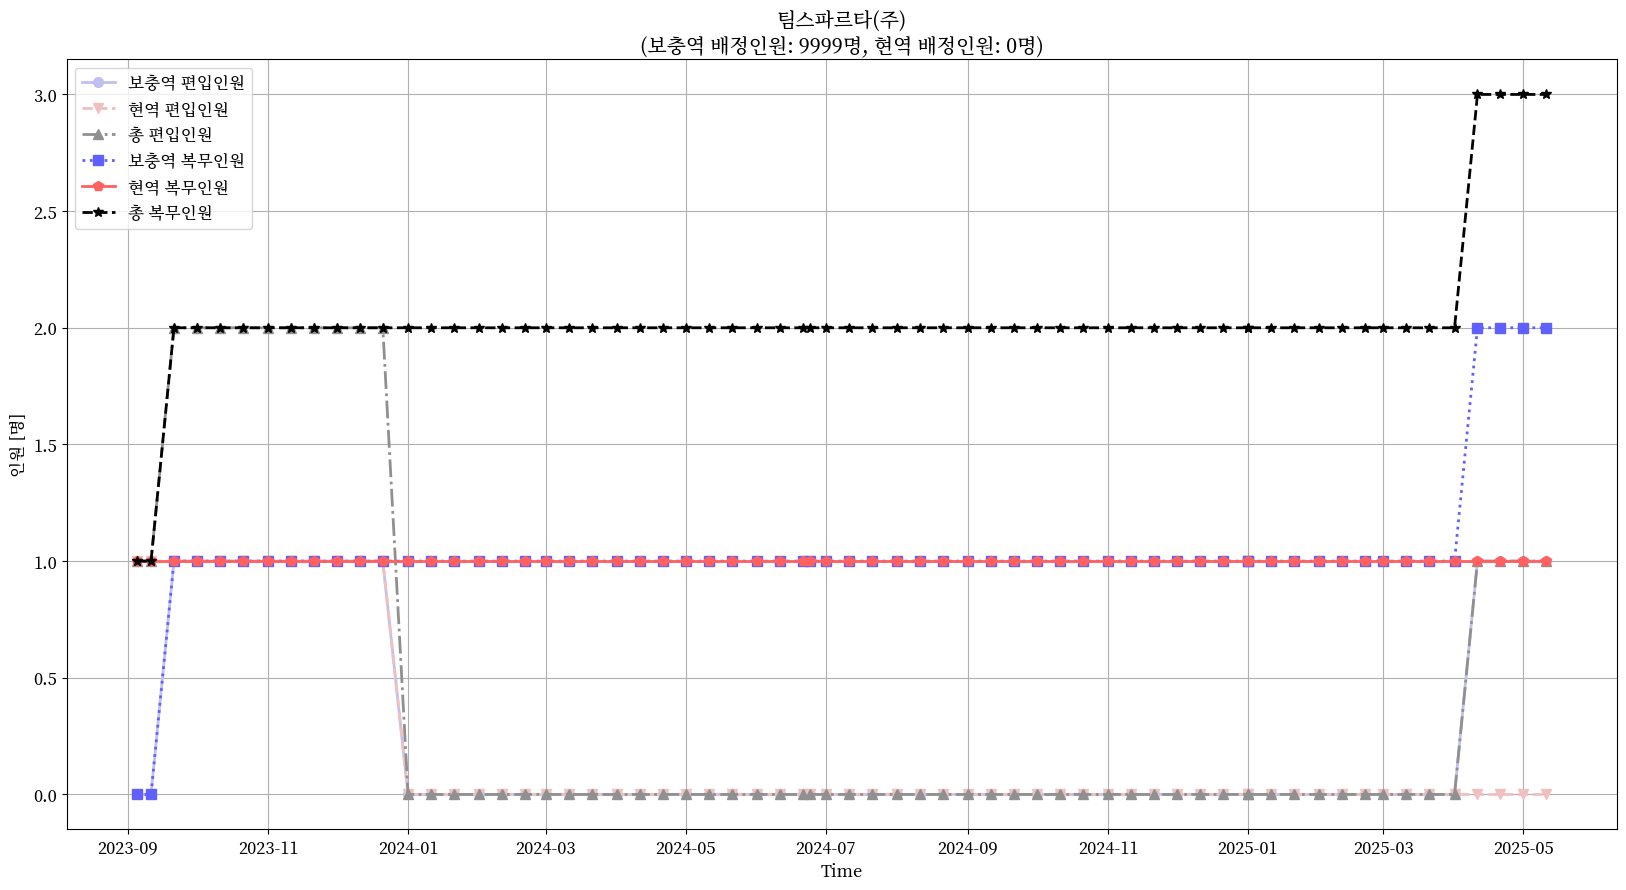 팀스파르타(주)
(보충역 배정인원: 9999명, 현역 배정인원: 0명)
보충역 편입인원
현역 편입인원
총 편입인원
보충역 복무인원
현역 복무인원
총 복무인원
인원 [명]
3.0
2.5
2.0
1.5
1.0
0.5
0.0
2023-09
2023-11
2024-01
2024-03
2024-05
2024-07
2024-09
2024-11
2025-01
2025-03
2025-05
Time